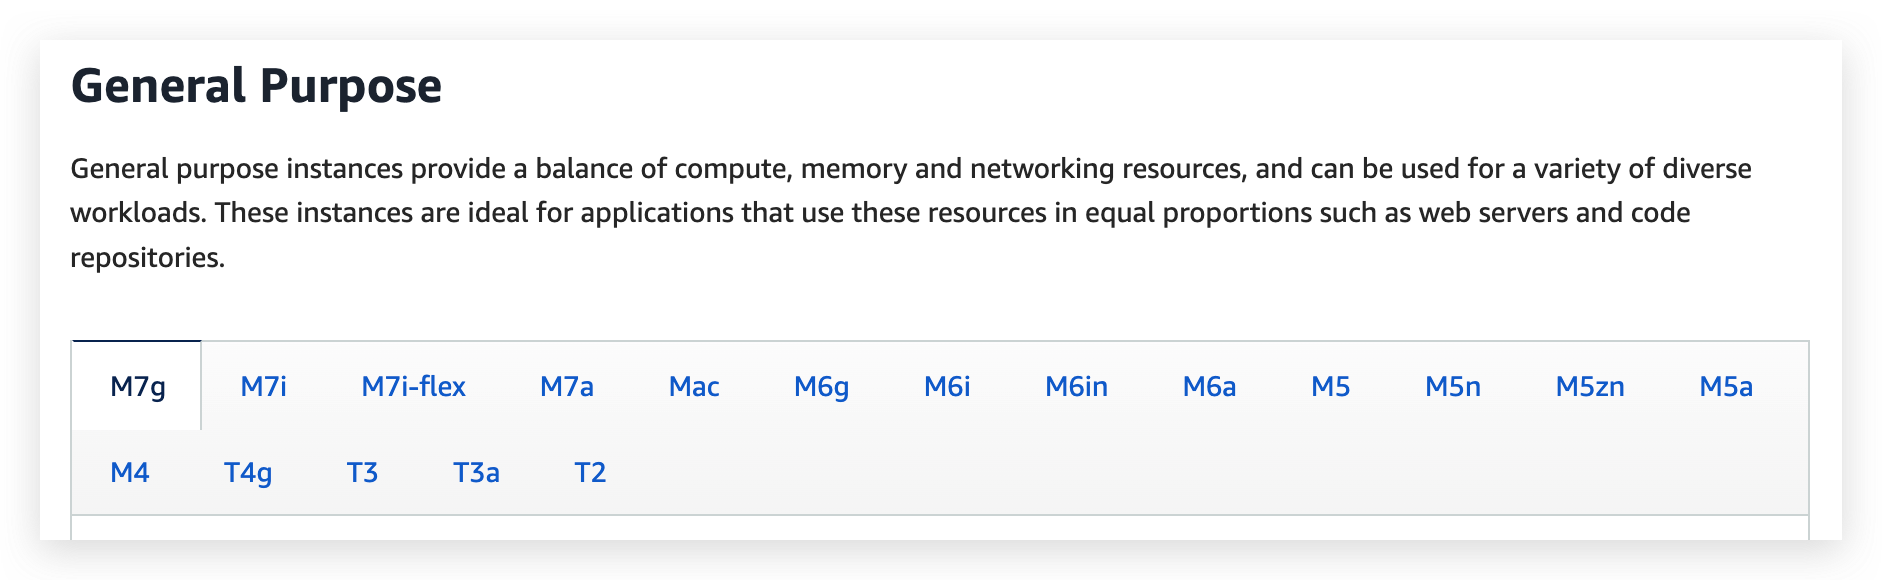 General Purpose
General purpose instances provide a balance of compute, memory and networking resources, and can be used for a variety of diverse
workloads. These instances are ideal for applications that use these resources in equal proportions such as web servers and code
repositories.
M7g M7i M7i-flex M7a Mac M6g M6i M6in M6a M5 M5n M5zn M5a
M4 T4g T3 T3a T2